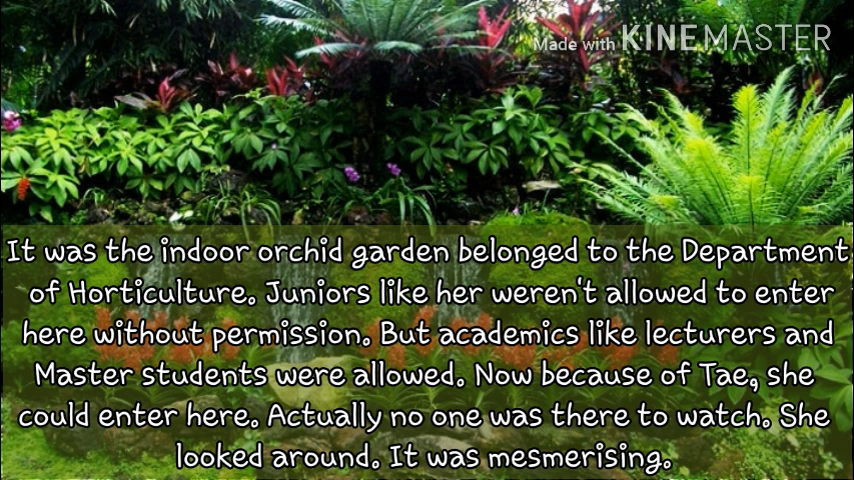 Made with KINEMASTER
It was the indoor orchid garden belonged to the Department
of Horticulture. Juniors like her weren't allowed to enter
here without permission. But academics like lecturers and
Master students were allowed. Now because of Tae, she
could enter here. Actually no one was there to watch. She
looked around. It was mesmerising.